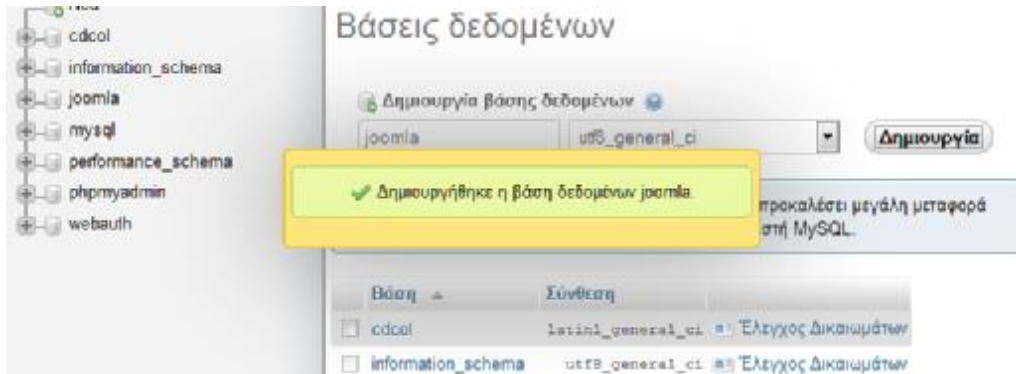 cdcol
information_schema
joomla
mysql
performance_schema
phpmyadmin
webauth
Βάσεις δεδομένων
Δημιουργία βάσης δεδομένων
joomla utf8_general_ci Δημιουργία
Δημιουργήθηκε η βάση δεδομένων joomla.
προκαλέσει μεγάλη μεταφορά
στή MySQL.
Βάση Σύνθεση
cdcol latin1_general_ci Έλεγχος Δικαιωμάτων
information_schema utf8_general_ci Έλεγχος Δικαιωμάτων